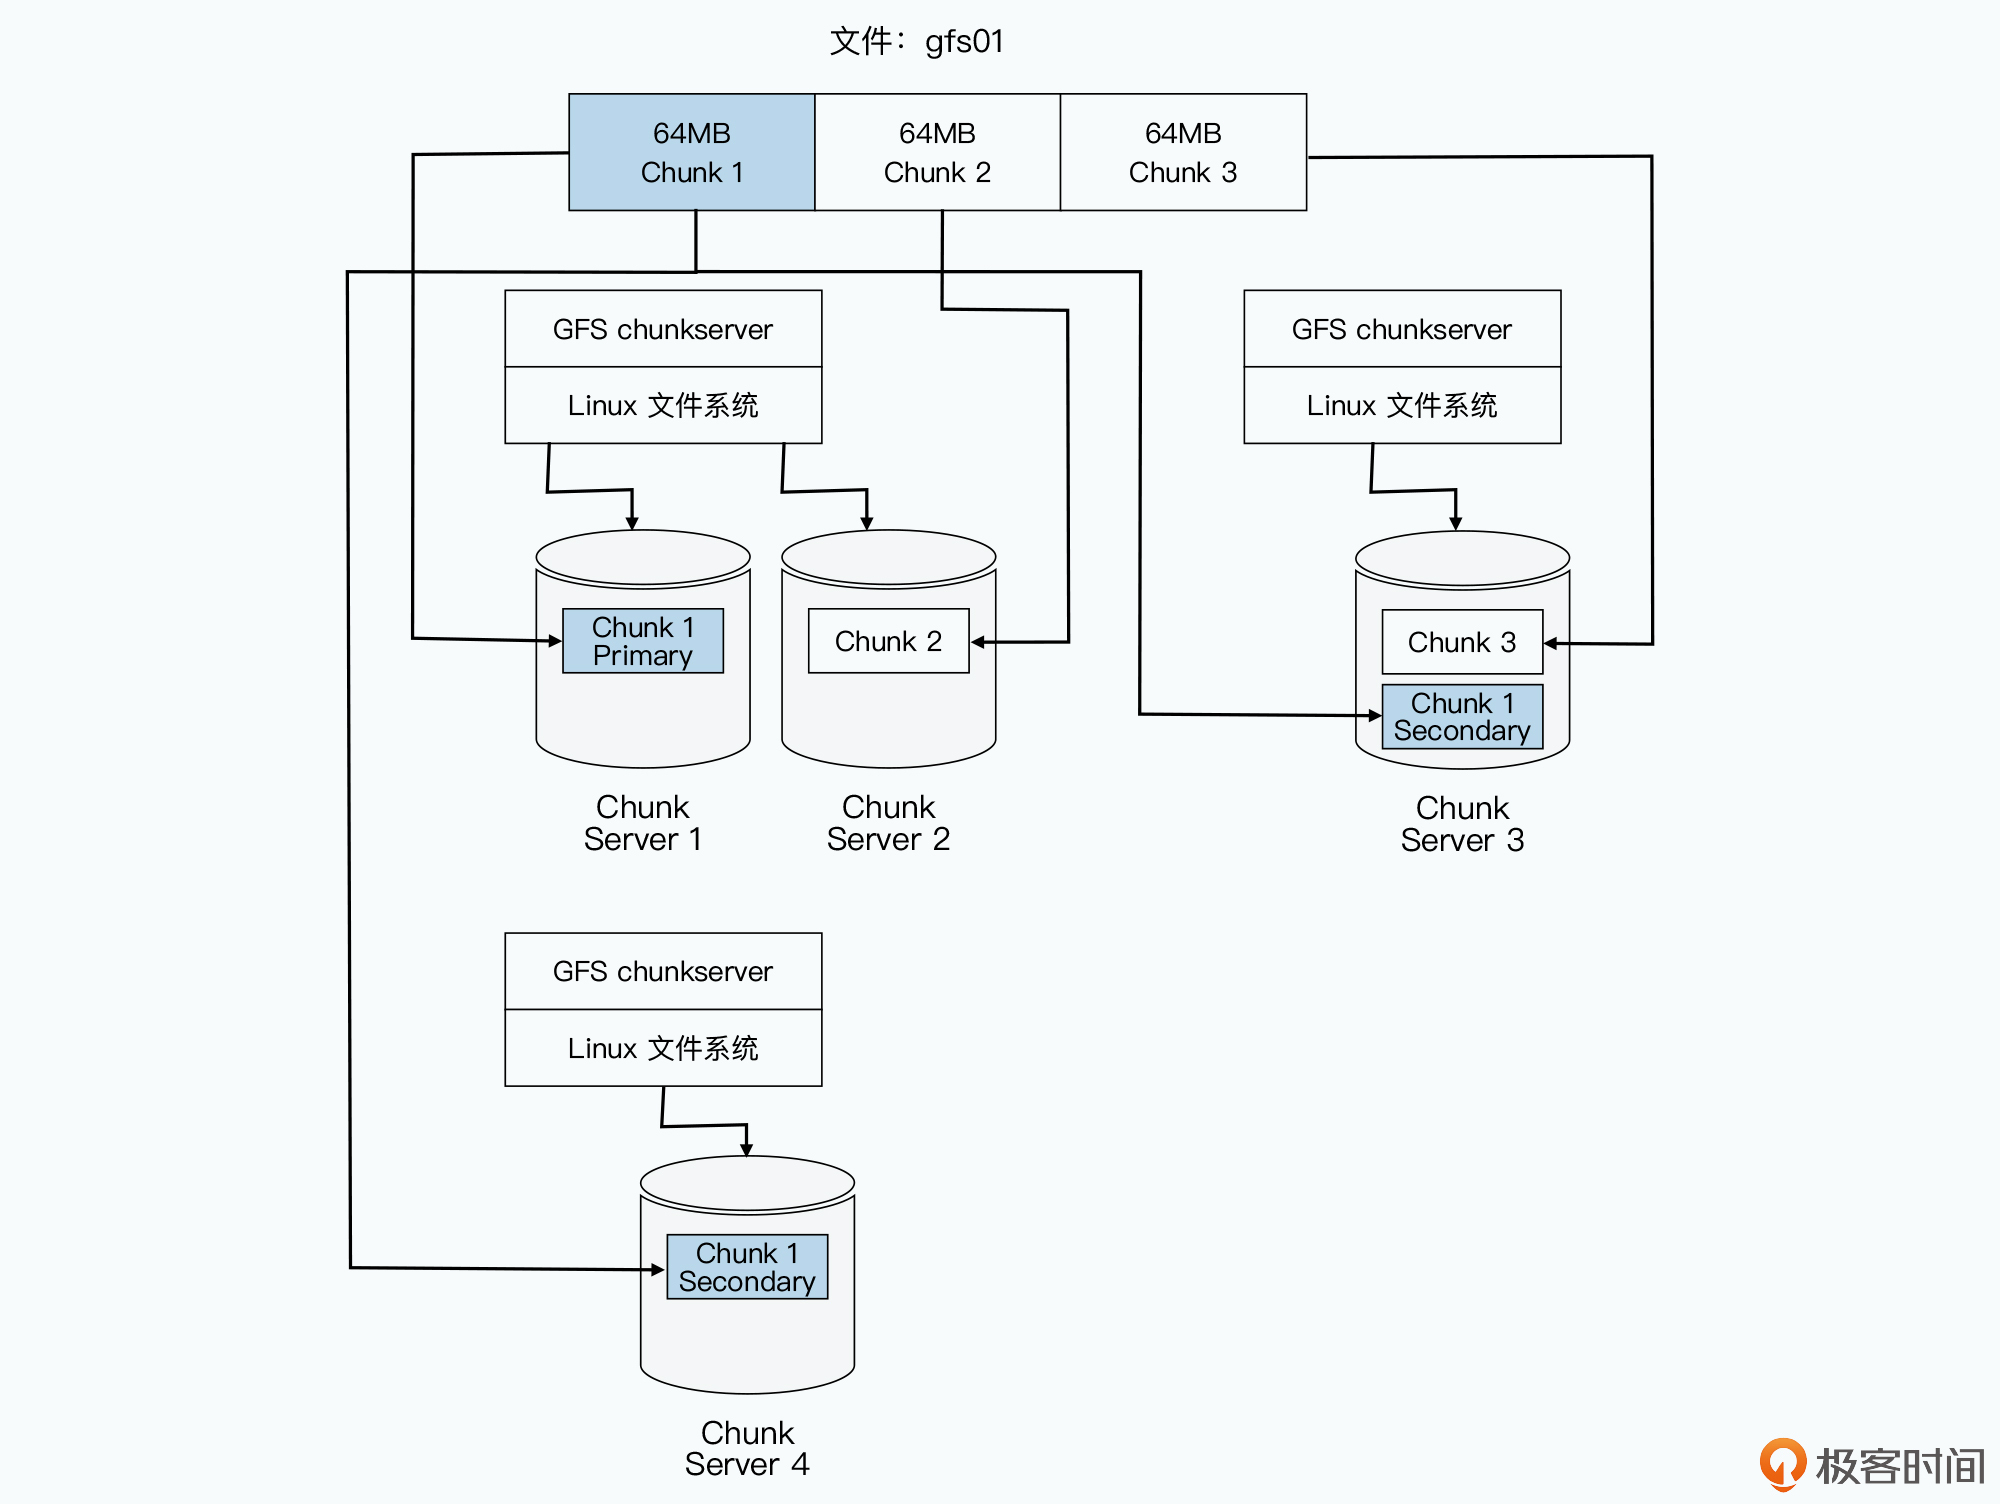 文件：gfs01
64MB
Chunk 1
64MB
Chunk 2
64MB
Chunk 3
GFS chunkserver
Linux 文件系统
GFS chunkserver
Linux 文件系统
Chunk 1
Primary
Chunk 2
Chunk 3
Chunk 1
Secondary
Chunk
Server 1
Chunk
Server 2
Chunk
Server 3
GFS chunkserver
Linux 文件系统
Chunk 1
Secondary
Chunk
Server 4
极客时间